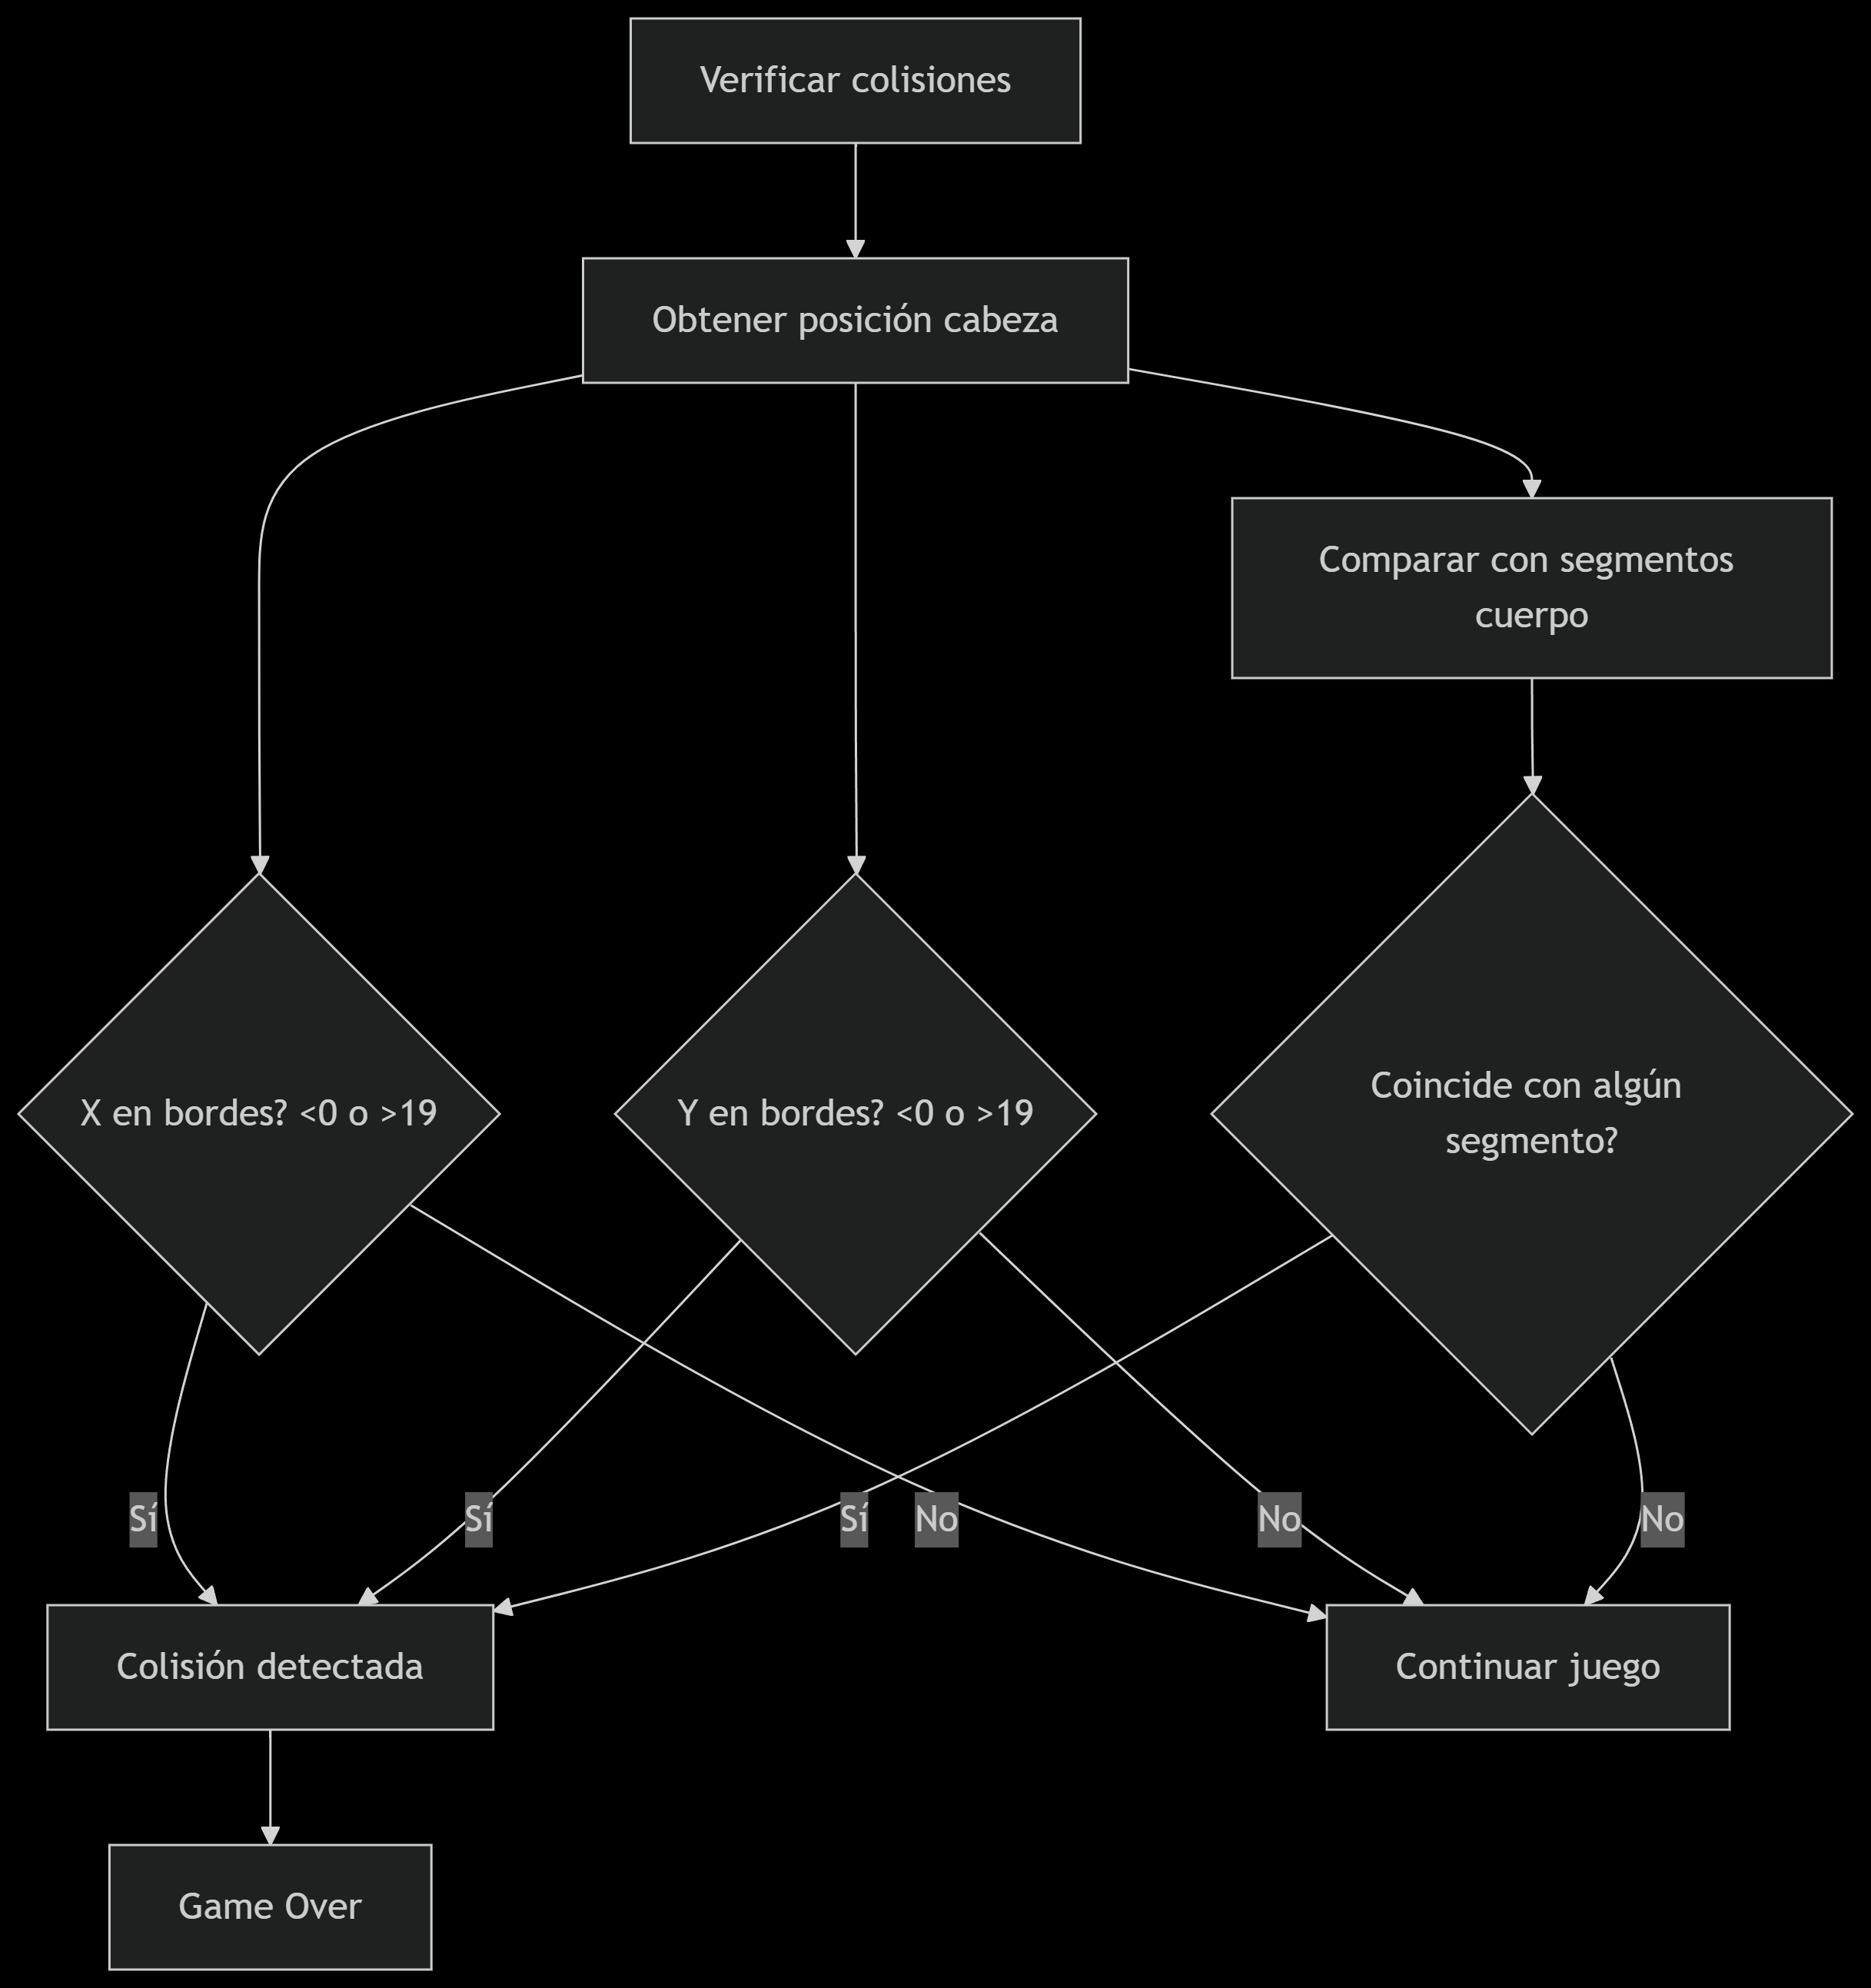 Verificar colisiones
Obtener posición cabeza
Comparar con segmentos
cuerpo
X en bordes? <0 o >19
Y en bordes? <0 o >19
Coincide con algún
segmento?
Sí
Sí
Sí
No
No
No
Colisión detectada
Continuar juego
Game Over